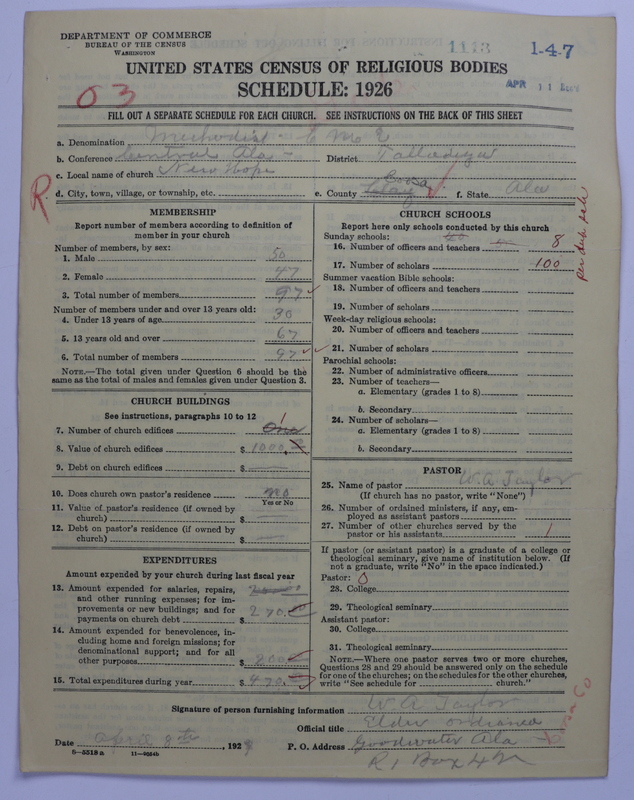 DEPARTMENT OF COMMERCE
BUREAU OF THE CENSUS
WASHINGTON
1113
1-4-7
UNITED STATES CENSUS OF RELIGIOUS BODIES
SCHEDULE: 1926
APR 11
03
FILL OUT A SEPARATE SCHEDULE FOR EACH CHURCH. SEE INSTRUCTIONS ON THE BACK OF THIS SHEET
a. Denomination Methodist - C M E
b. Conference Central Ala - District Talladega
c. Local name of church New Hope
R.
d. City, town, village, or township, etc. e. County Clay Coosa f. State Ala
MEMBERSHIP
Report number of members according to definition of member in your church
Number of members, by sex:
1. Male 50
2. Female 47
3. Total number of members 97
Number of members under and over 13 years old:
4. Under 13 years of age 30
5. 13 years old and over 67
6. Total number of members 97
NOTE.—The total given under Question 6 should be the same as the total of males and females given under Question 3.
CHURCH BUILDINGS
See instructions, paragraphs 10 to 12
7. Number of church edifices One 1
8. Value of church edifices $ 1000.
9. Debt on church edifices $
10. Does church own pastor's residence no
Yes or No
11. Value of pastor's residence (if owned by church) $
12. Debt on pastor's residence (if owned by church) $
EXPENDITURES
Amount expended by your church during last fiscal year
13. Amount expended for salaries, repairs, and other running expenses; for improvements or new buildings; and for payments on church debt $ 270.
14. Amount expended for benevolences, including home and foreign missions; for denominational support; and for all other purposes $ 200
15. Total expenditures during year $ 470.
CHURCH SCHOOLS
Report here only schools conducted by this church
Sunday schools:
16. Number of officers and teachers 8
17. Number of scholars 100
per dup. sch
Summer vacation Bible schools:
18. Number of officers and teachers
19. Number of scholars
Week-day religious schools:
20. Number of officers and teachers
21. Number of scholars
Parochial schools:
22. Number of administrative officers
23. Number of teachers—
a. Elementary (grades 1 to 8)
b. Secondary
24. Number of scholars—
a. Elementary (grades 1 to 8)
b. Secondary
PASTOR
25. Name of pastor W.A. Taylor
(If church has no pastor, write "None")
26. Number of ordained ministers, if any, employed as assistant pastors
27. Number of other churches served by the pastor or his assistants 1
If pastor (or assistant pastor) is a graduate of a college or theological seminary, give name of institution below. (If not a graduate, write "No" in the space indicated.)
Pastor: 0
28. College
29. Theological seminary
Assistant pastor:
30. College
31. Theological seminary
NOTE.—Where one pastor serves two or more churches, Questions 28 and 29 should be answered only on the schedule for one of the churches; on the schedules for the other churches, write "See schedule for church."
Signature of person furnishing information W. A Taylor
Official title Elder ordained
Date April 8th, 192
P. O. Address Goodwater Ala Coosa Co
R1 Box 42
8-5519 a 11-9064b